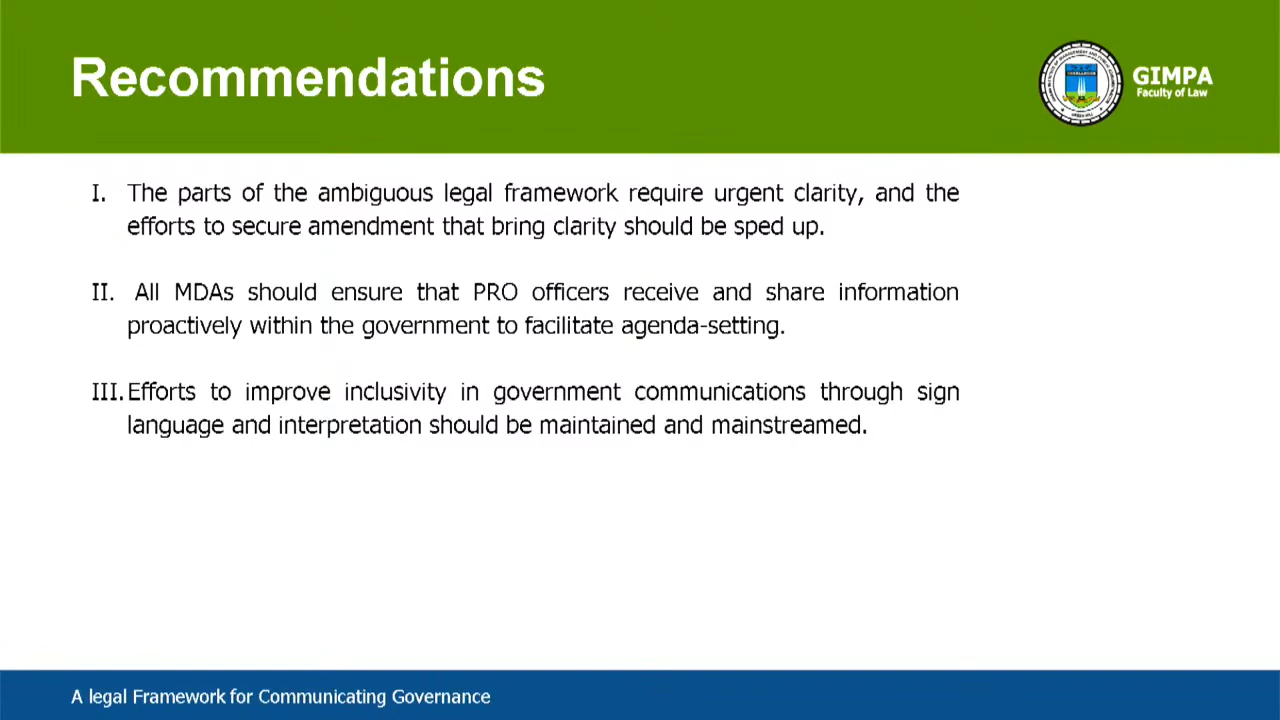 Recommendations
GIMPA
Faculty of Law
I. The parts of the ambiguous legal framework require urgent clarity, and the
efforts to secure amendment that bring clarity should be sped up.
II. All MDAs should ensure that PRO officers receive and share information
proactively within the government to facilitate agenda-setting.
III. Efforts to improve inclusivity in government communications through sign
language and interpretation should be maintained and mainstreamed.
A legal Framework for Communicating Governance